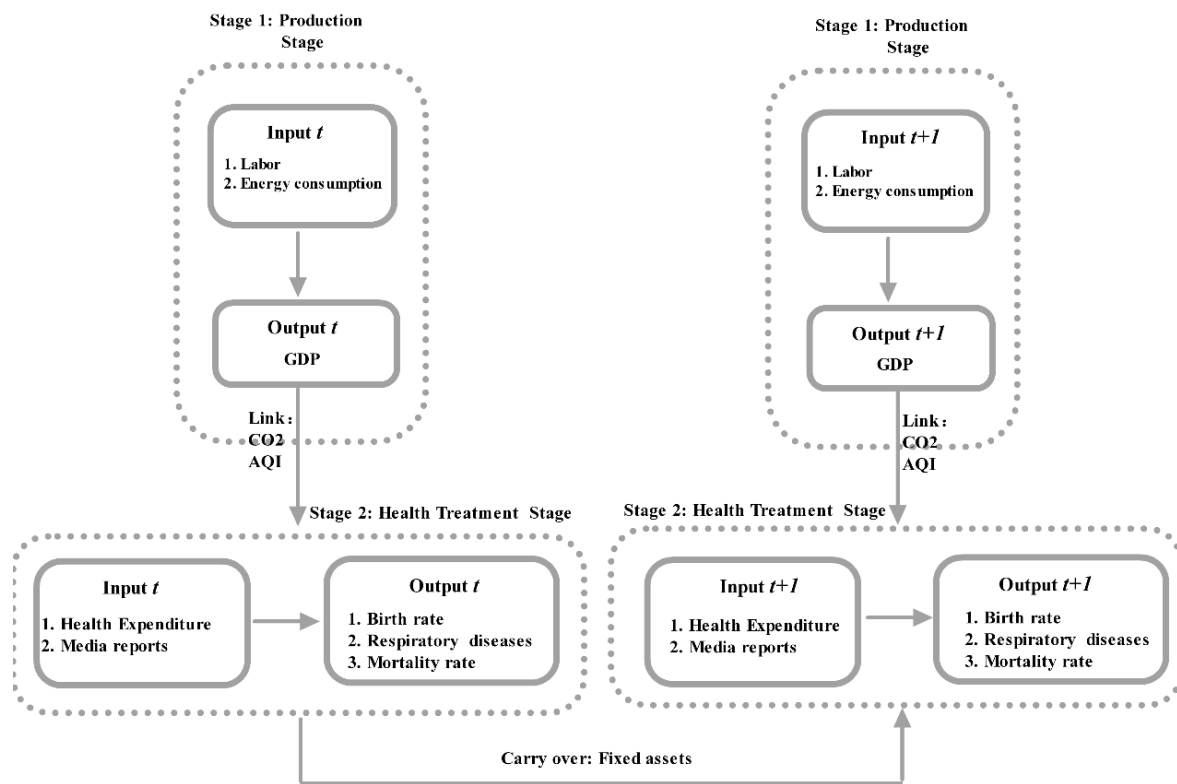 Stage 1: Production
Stage
Input t
1. Labor
2. Energy consumption
Output t
GDP
Link：
CO2
AQI
Stage 2: Health Treatment Stage
Input t
1. Health Expenditure
2. Media reports
Output t
1. Birth rate
2. Respiratory diseases
3. Mortality rate
Stage 1: Production
Stage
Input t+1
1. Labor
2. Energy consumption
Output t+1
GDP
Link：
CO2
AQI
Stage 2: Health Treatment Stage
Input t+1
1. Health Expenditure
2. Media reports
Output t+1
1. Birth rate
2. Respiratory diseases
3. Mortality rate
Carry over: Fixed assets